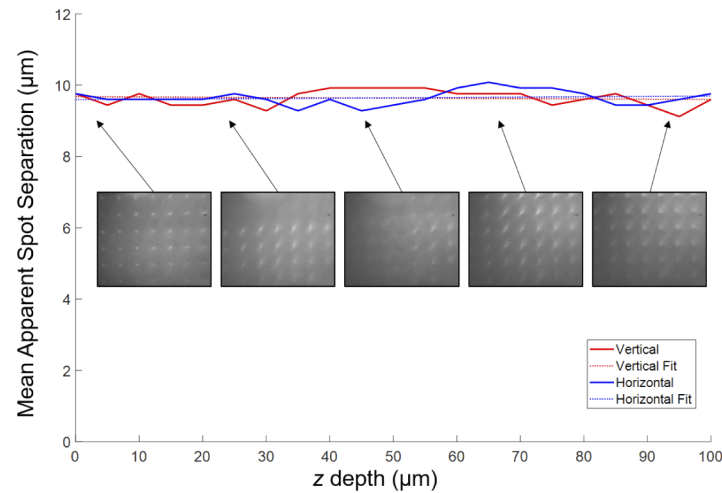 12
10
8
6
4
2
0
Mean Apparent Spot Separation (µm)
Vertical
Vertical Fit
Horizontal
Horizontal Fit
0 10 20 30 40 50 60 70 80 90 100
z depth (µm)